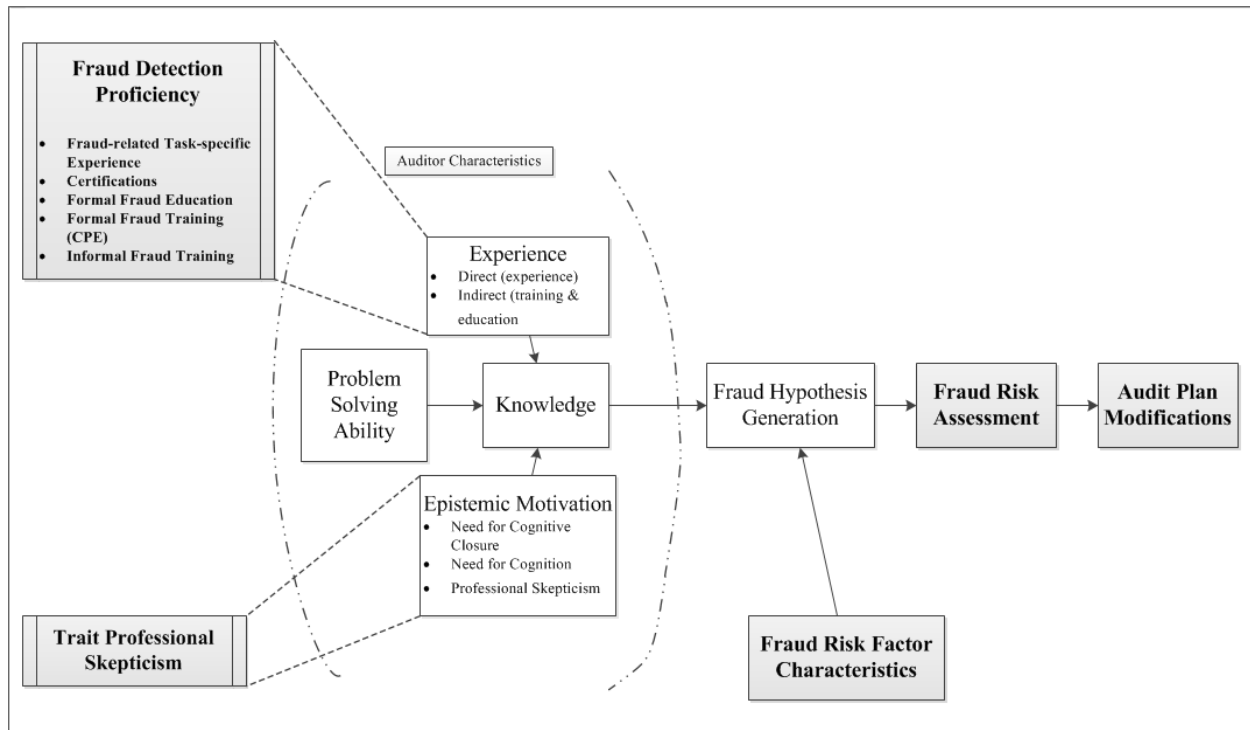 Fraud Detection
Proficiency
• Fraud-related Task-specific
Experience
• Certifications
• Formal Fraud Education
• Formal Fraud Training
(CPE)
• Informal Fraud Training
Auditor Characteristics
Experience
• Direct (experience)
• Indirect (training &
education
Problem
Solving
Ability
Knowledge
Fraud Hypothesis
Generation
Fraud Risk
Assessment
Audit Plan
Modifications
Epistemic Motivation
• Need for Cognitive
Closure
• Need for Cognition
• Professional Skepticism
Trait Professional
Skepticism
Fraud Risk Factor
Characteristics